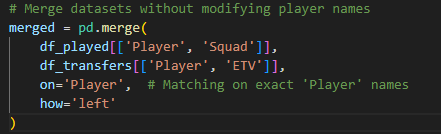 # Merge datasets without modifying player names
merged = pd.merge(
    df_played[['Player', 'Squad']],
    df_transfers[['Player', 'ETV']],
    on='Player',  # Matching on exact 'Player' names
    how='left'
)